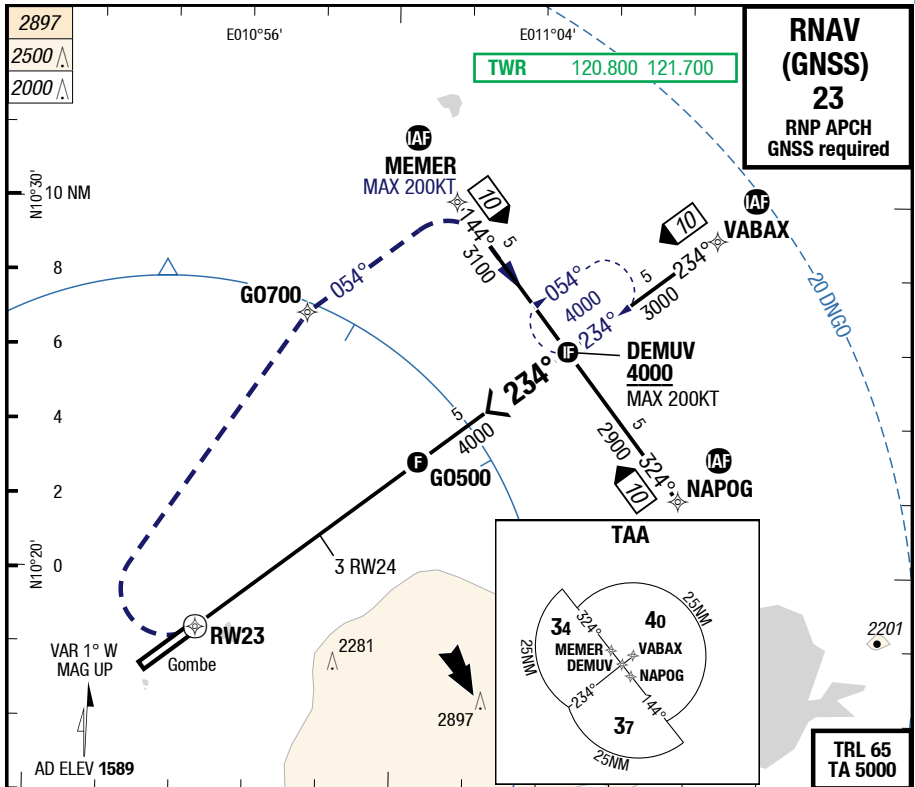 2897
2500
2000
E010°56'
E011°04'
TWR 120.800 121.700
RNAV
(GNSS)
23
RNP APCH
GNSS required
IAF
MEMER
MAX 200KT
10
144°
5
3100
IAF
VABAX
10
234°
5
3000
N10°30'
10 NM
8
6
4
2
0
N10°20'
20 DNGO
GO700
054°
054°
4000
234°
IF
DEMUV
4000
MAX 200KT
234°
5
4000
F
GO500
5
2900
324°
10
IAF
NAPOG
3 RW24
RW23
Gombe
VAR 1° W
MAG UP
AD ELEV 1589
2281
2897
2201
TAA
25NM
25NM
25NM
34
40
37
324°
234°
144°
MEMER
VABAX
DEMUV
NAPOG
TRL 65
TA 5000